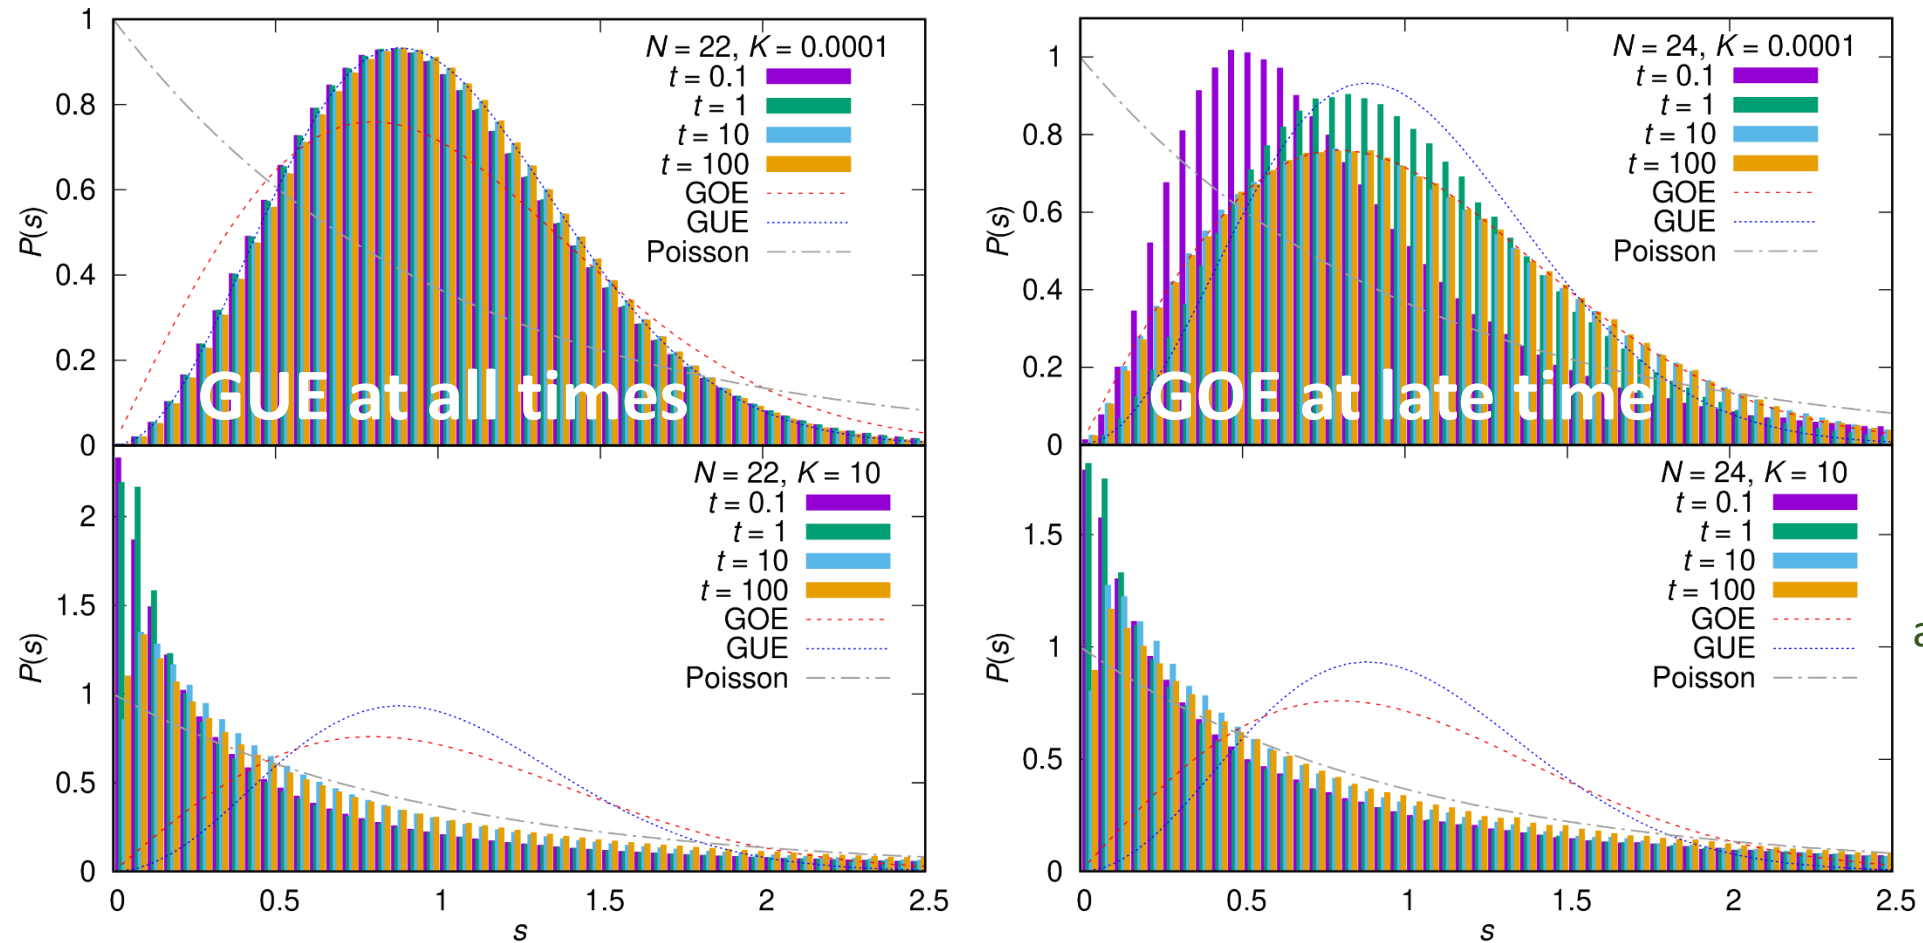 N = 22, K = 0.0001
t = 0.1
t = 1
t = 10
t = 100
GOE
GUE
Poisson
P(s)
1
0.8
0.6
0.4
0.2
0
GUE at all times
N = 24, K = 0.0001
t = 0.1
t = 1
t = 10
t = 100
GOE
GUE
Poisson
P(s)
1
0.8
0.6
0.4
0.2
0
GOE at late time
N = 22, K = 10
t = 0.1
t = 1
t = 10
t = 100
GOE
GUE
Poisson
P(s)
2
1.5
1
0.5
0
0 0.5 1 1.5 2 2.5
s
N = 24, K = 10
t = 0.1
t = 1
t = 10
t = 100
GOE
GUE
Poisson
P(s)
1.5
1
0.5
0
0 0.5 1 1.5 2 2.5
s
a